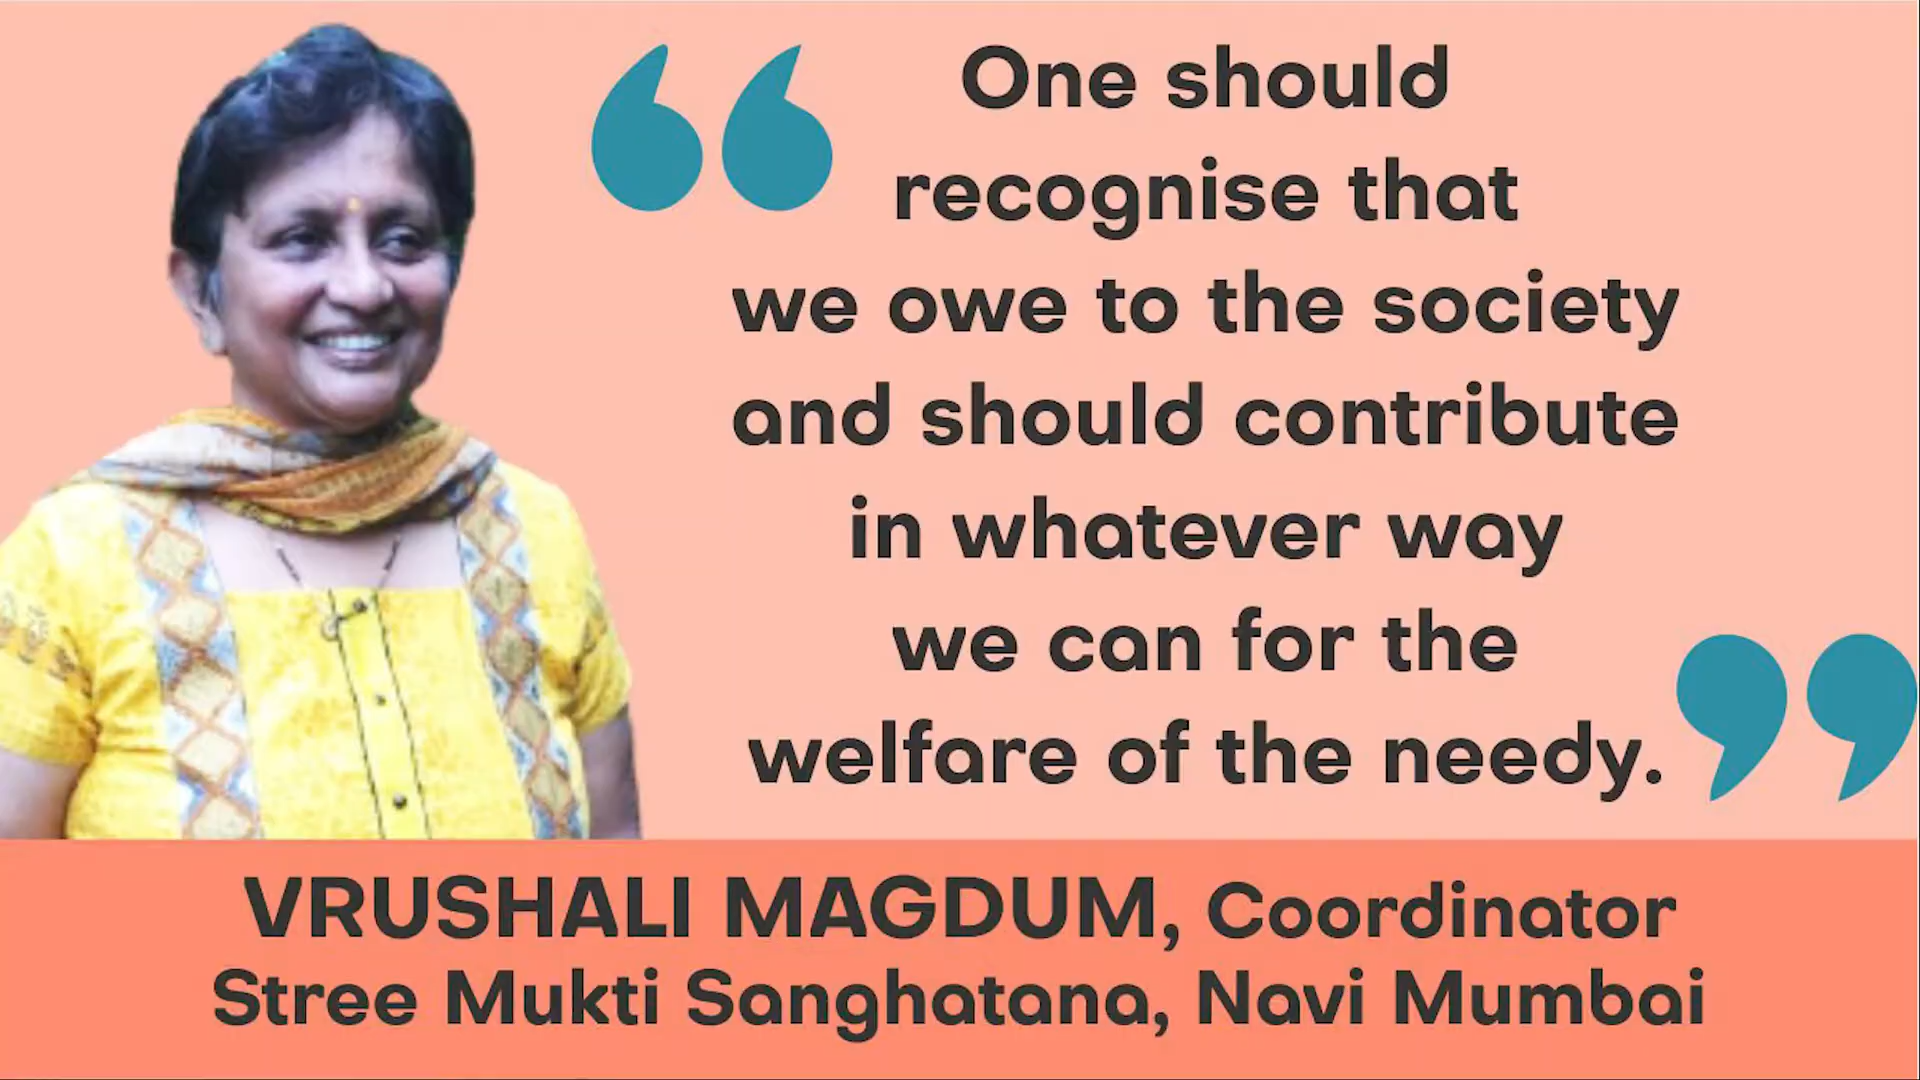 “One should
recognise that
we owe to the society
and should contribute
in whatever way
we can for the
welfare of the needy.”
VRUSHALI MAGDUM, Coordinator
Stree Mukti Sanghatana, Navi Mumbai